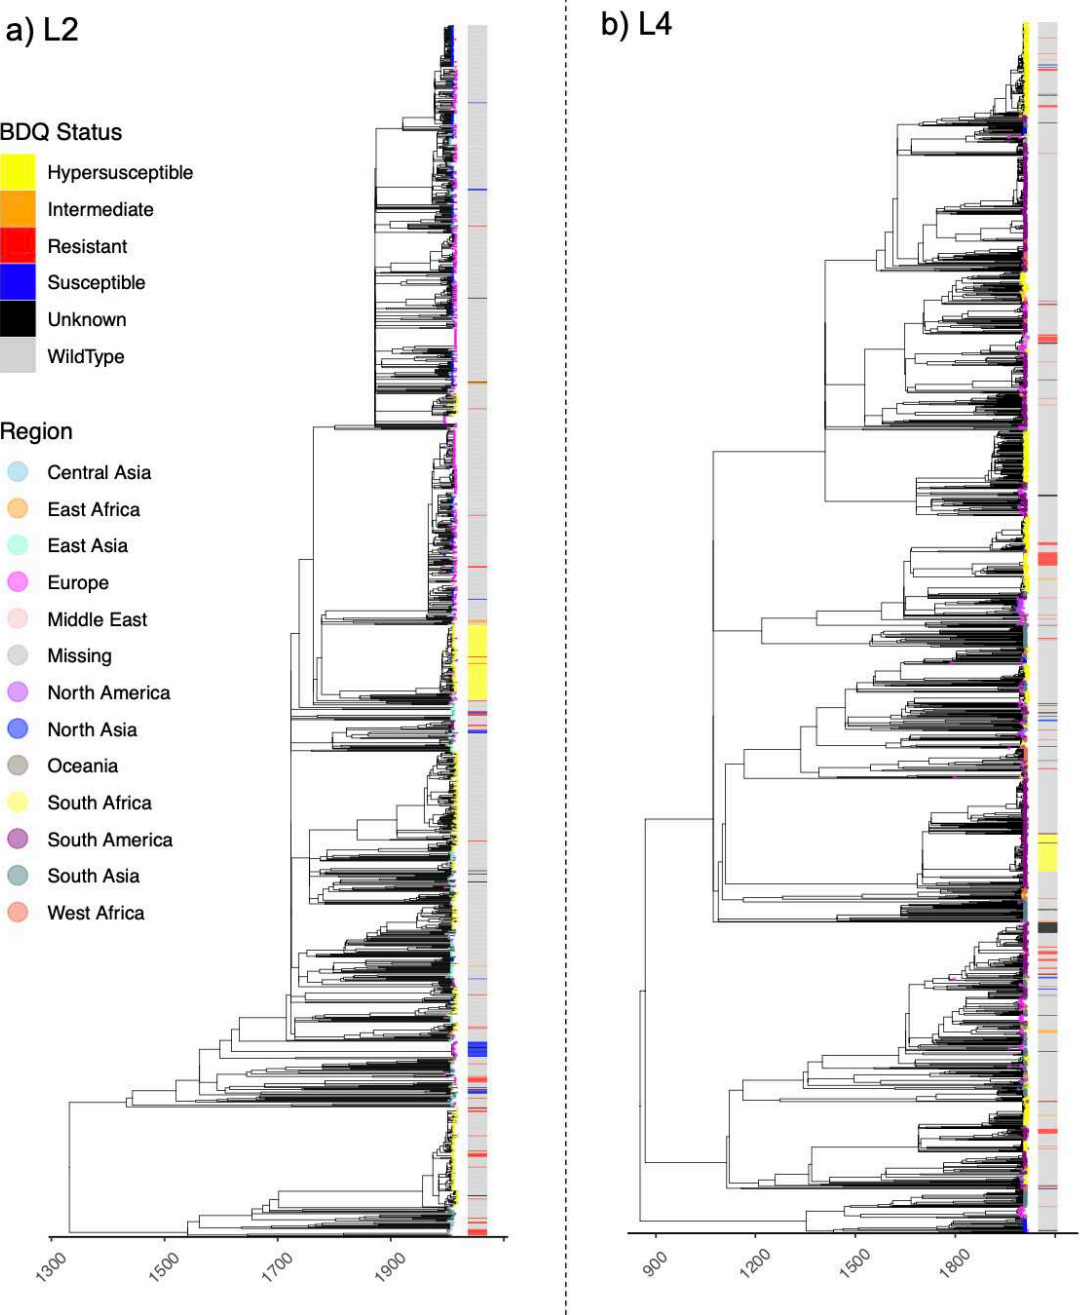 a) L2
b) L4
BDQ Status
Hypersusceptible
Intermediate
Resistant
Susceptible
Unknown
WildType
Region
Central Asia
East Africa
East Asia
Europe
Middle East
Missing
North America
North Asia
Oceania
South Africa
South America
South Asia
West Africa
1300 1500 1700 1900
900 1200 1500 1800